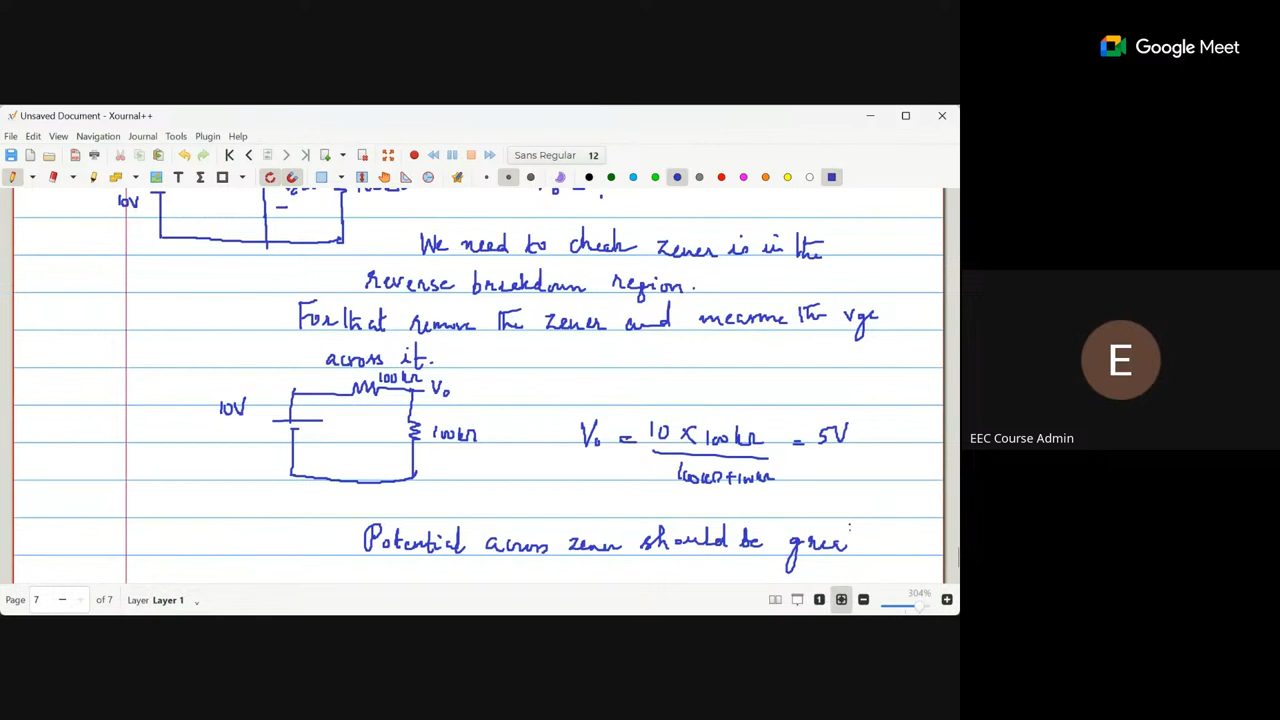 Google Meet
Unsaved Document - Xournal++
File Edit View Navigation Journal Tools Plugin Help
Sans Regular 12
10V
We need to check zener is in the
reverse breakdown region.
For that remove the zener and measure the vge
across it.
100kΩ
V₀
10V
100kΩ
V₀ = 10 × 100kΩ = 5V
100kΩ+100kΩ
Potential across zener should be grea
E
EEC Course Admin
Page 7 of 7 Layer Layer 1
304%